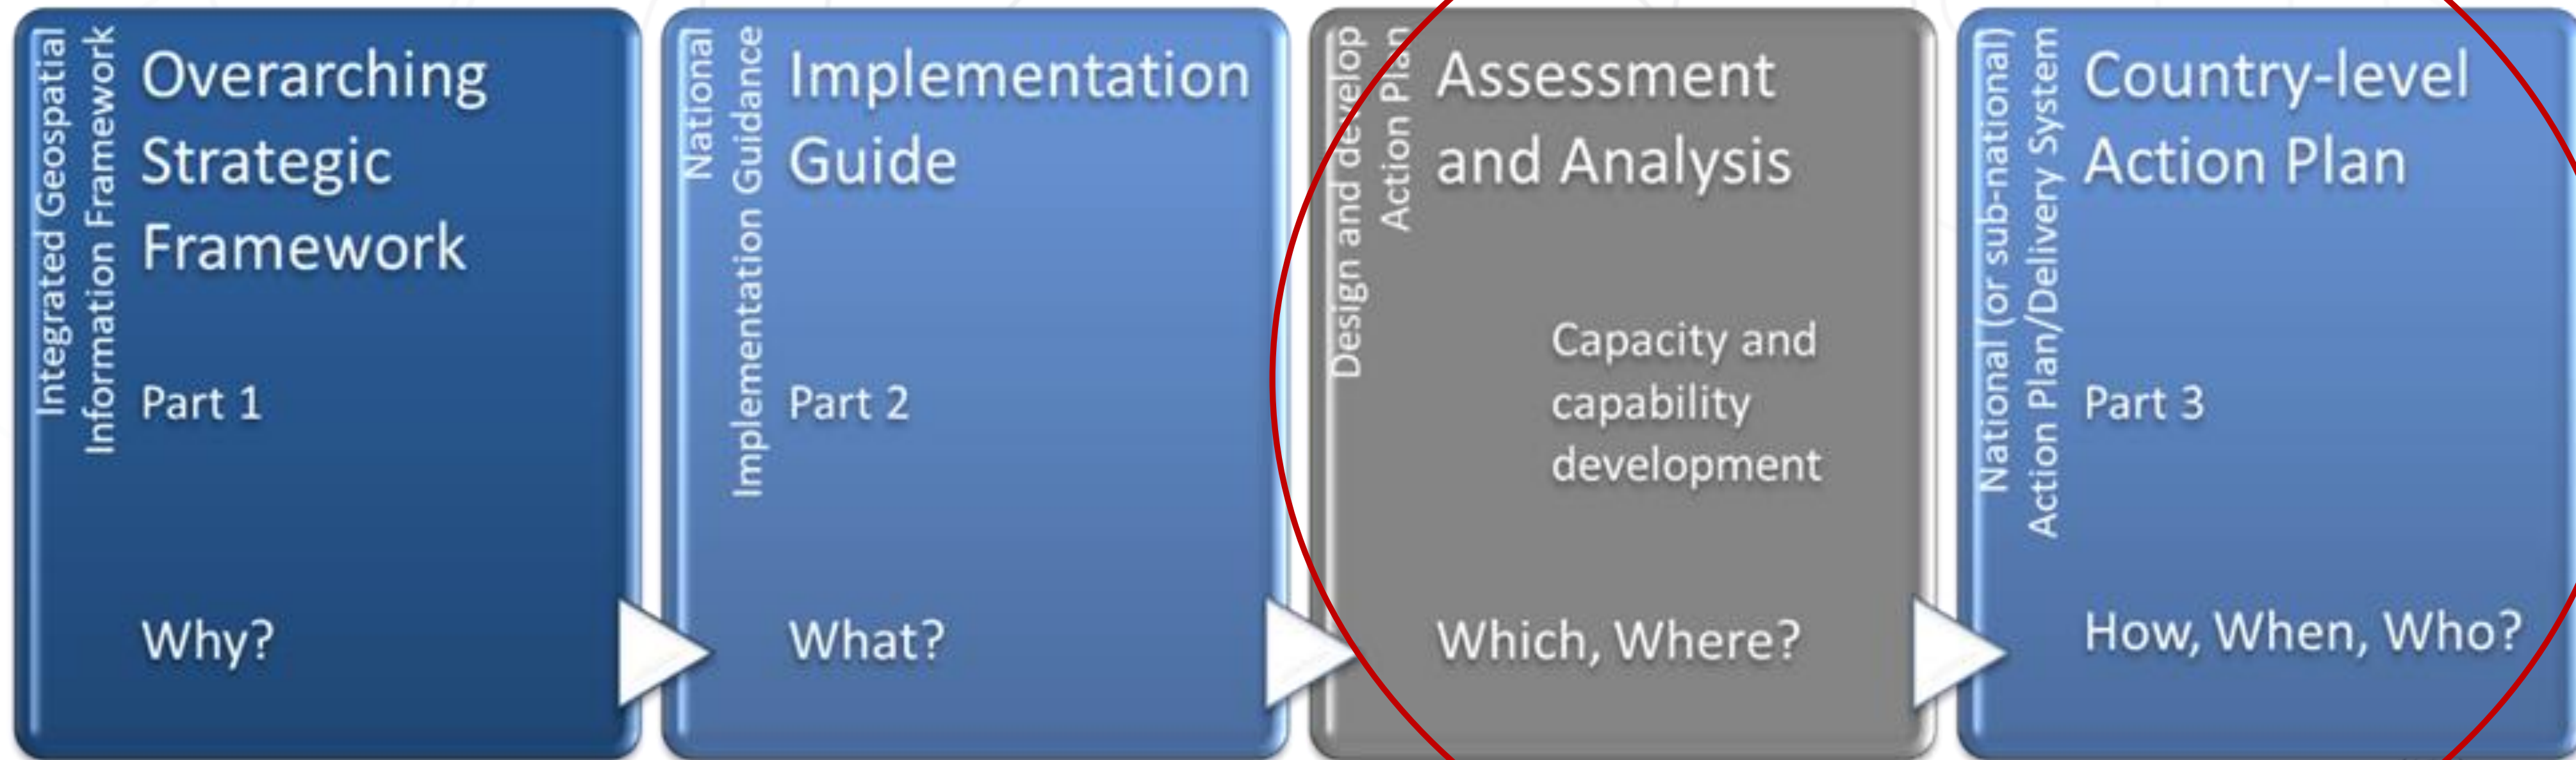 Integrated Geospatial
Information Framework
Overarching
Strategic
Framework
Part 1
Why?
National
Implementation Guidance
Implementation
Guide
Part 2
What?
Design and develop
Action Plan
Assessment
and Analysis
Capacity and
capability
development
Which, Where?
National (or sub-national)
Action Plan/Delivery System
Country-level
Action Plan
Part 3
How, When, Who?